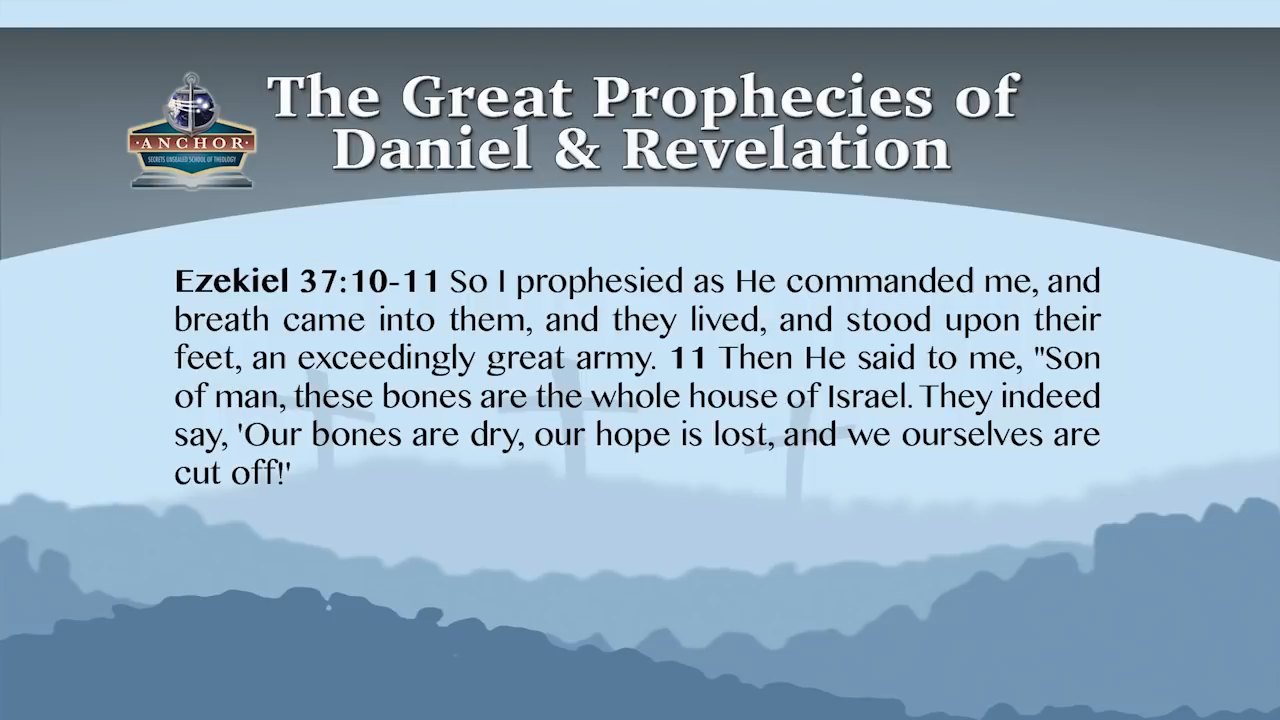 The Great Prophecies of
Daniel & Revelation
·ANCHOR·
SECRETS UNSEALED SCHOOL OF THEOLOGY
Ezekiel 37:10-11 So I prophesied as He commanded me, and
breath came into them, and they lived, and stood upon their
feet, an exceedingly great army. 11 Then He said to me, "Son
of man, these bones are the whole house of Israel. They indeed
say, 'Our bones are dry, our hope is lost, and we ourselves are
cut off!'